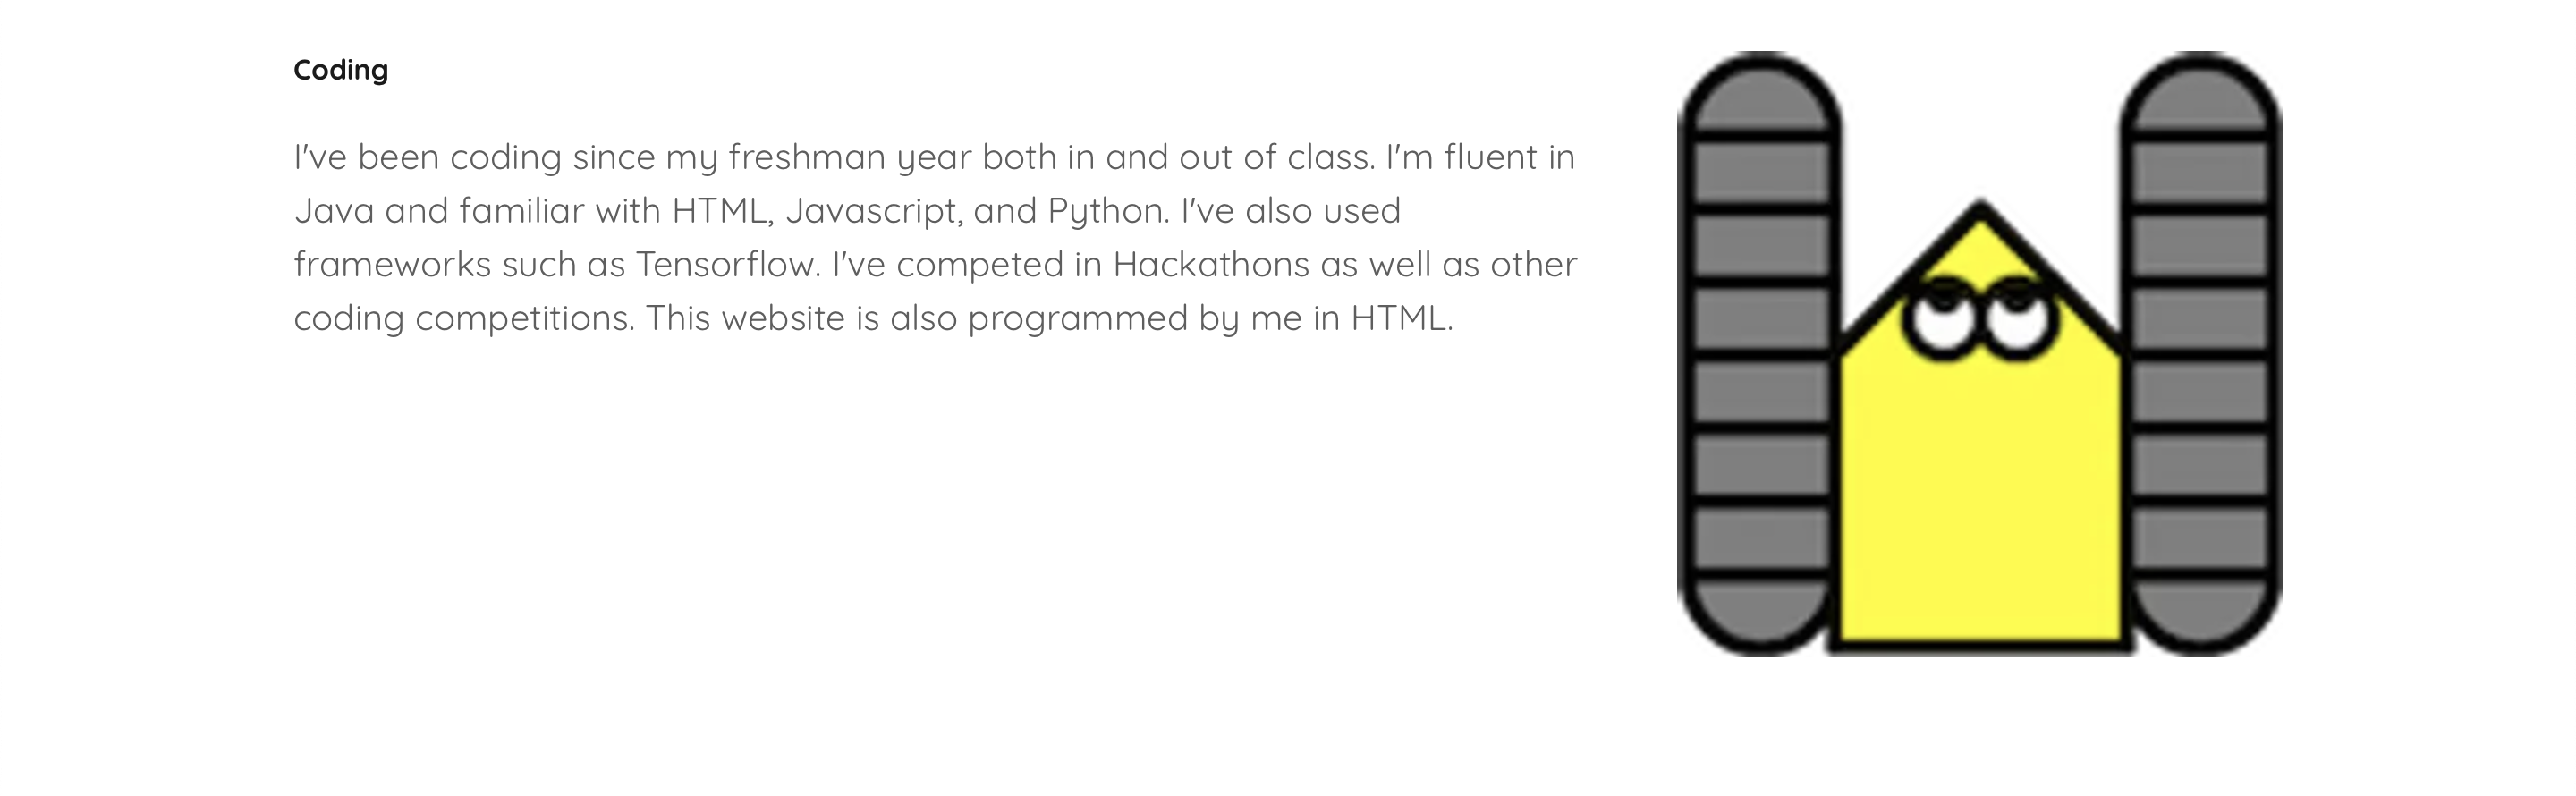 Coding
I've been coding since my freshman year both in and out of class. I'm fluent in
Java and familiar with HTML, Javascript, and Python. I've also used
frameworks such as Tensorflow. I've competed in Hackathons as well as other
coding competitions. This website is also programmed by me in HTML.